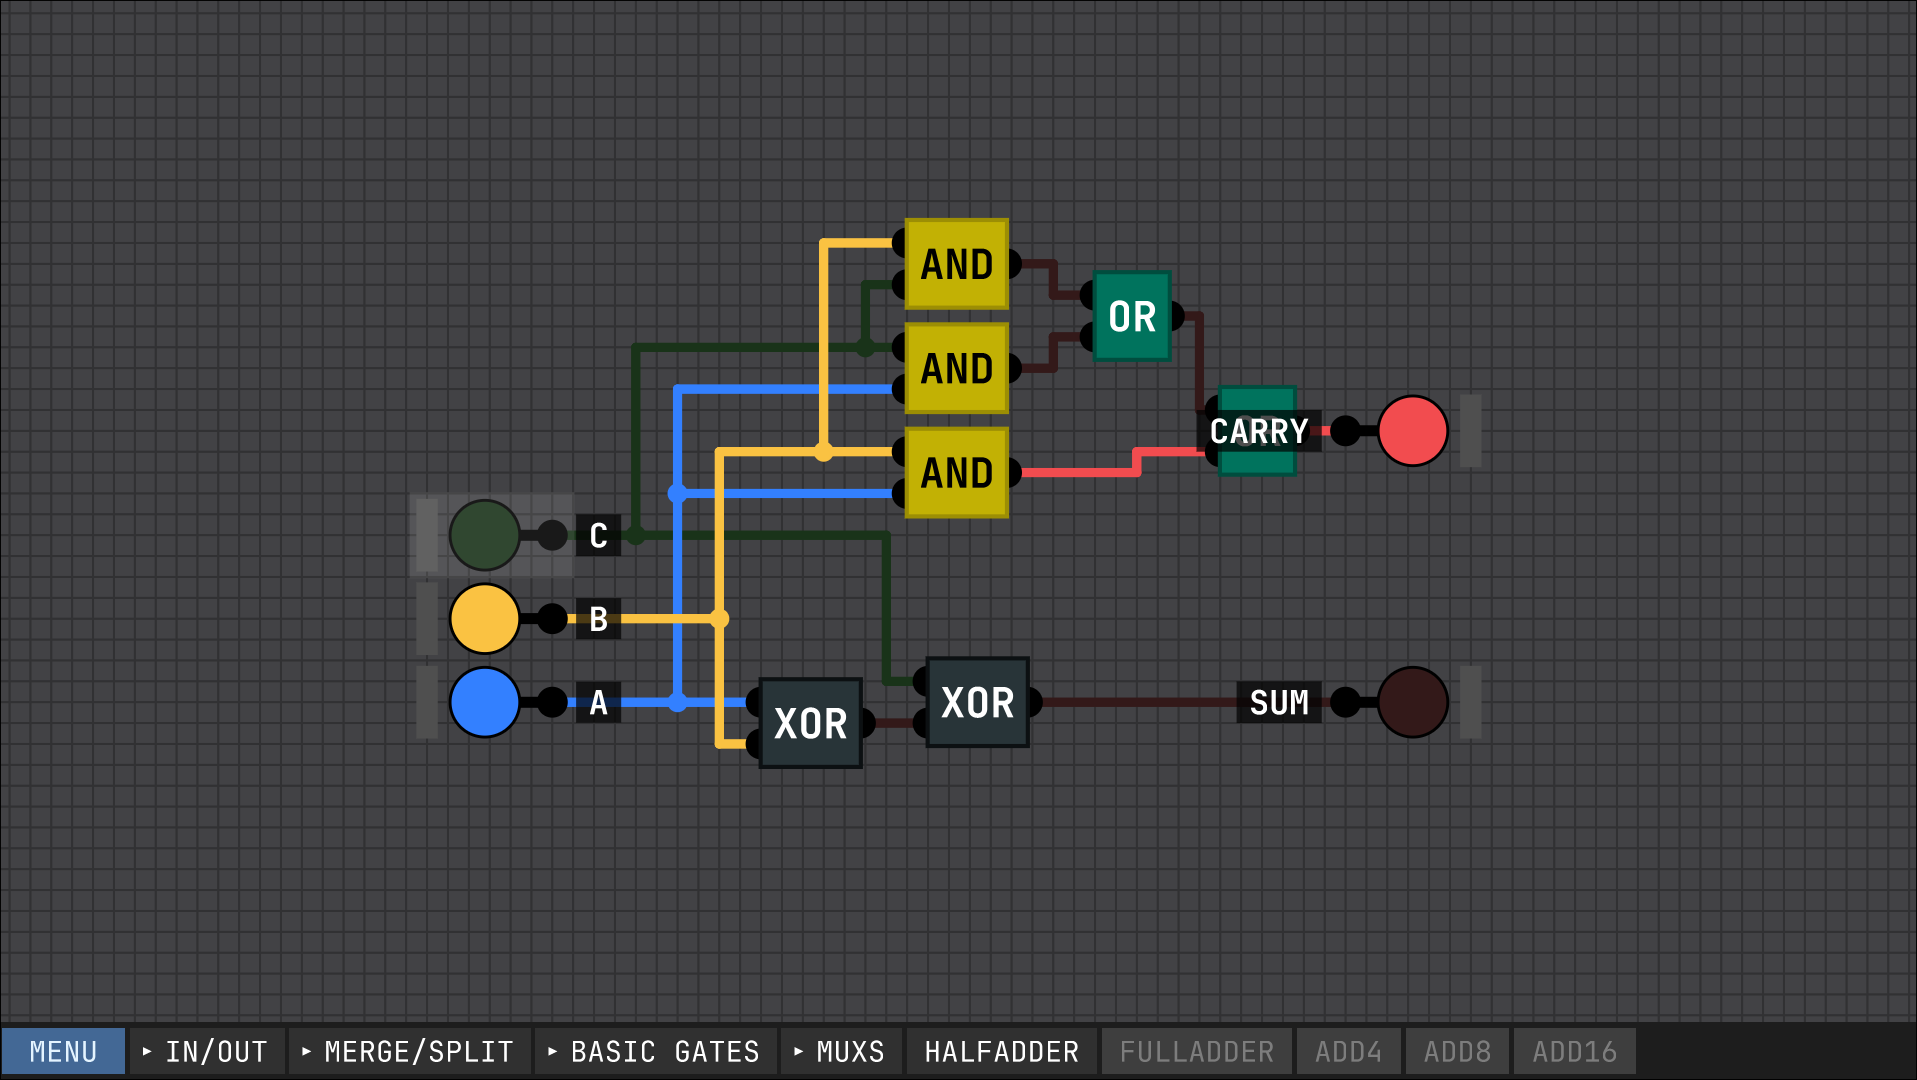 AND
OR
AND
CARRY
AND
C
B
A
XOR
XOR
SUM
MENU
IN/OUT
MERGE/SPLIT
BASIC GATES
MUXS
HALFADDER
FULLADDER
ADD4
ADD8
ADD16